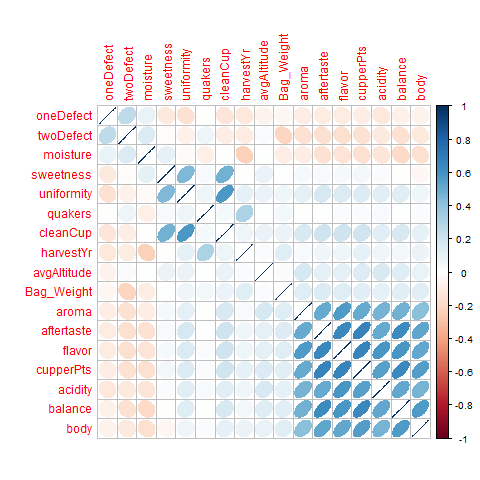 oneDefect
twoDefect
moisture
sweetness
uniformity
quakers
cleanCup
harvestYr
avgAltitude
Bag_Weight
aroma
aftertaste
flavor
cupperPts
acidity
balance
body
oneDefect
twoDefect
moisture
sweetness
uniformity
quakers
cleanCup
harvestYr
avgAltitude
Bag_Weight
aroma
aftertaste
flavor
cupperPts
acidity
balance
body
1
0.8
0.6
0.4
0.2
0
-0.2
-0.4
-0.6
-0.8
-1